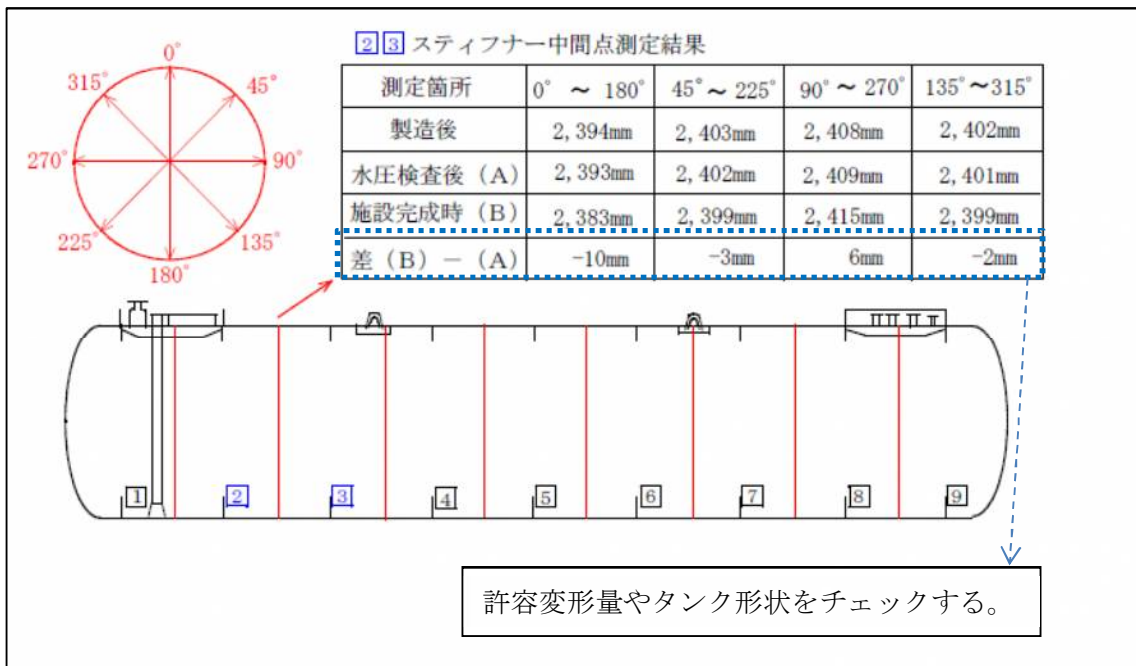 2 3 スティフナー中間点測定結果
測定箇所 0° ～ 180° 45°～225° 90°～270° 135°～315°
製造後 2,394mm 2,403mm 2,408mm 2,402mm
水圧検査後（A） 2,393mm 2,402mm 2,409mm 2,401mm
施設完成時（B） 2,383mm 2,399mm 2,415mm 2,399mm
差（B）－（A） -10mm -3mm 6mm -2mm
0°
315° 45°
270° 90°
225° 135°
180°
1 2 3 4 5 6 7 8 9
許容変形量やタンク形状をチェックする。